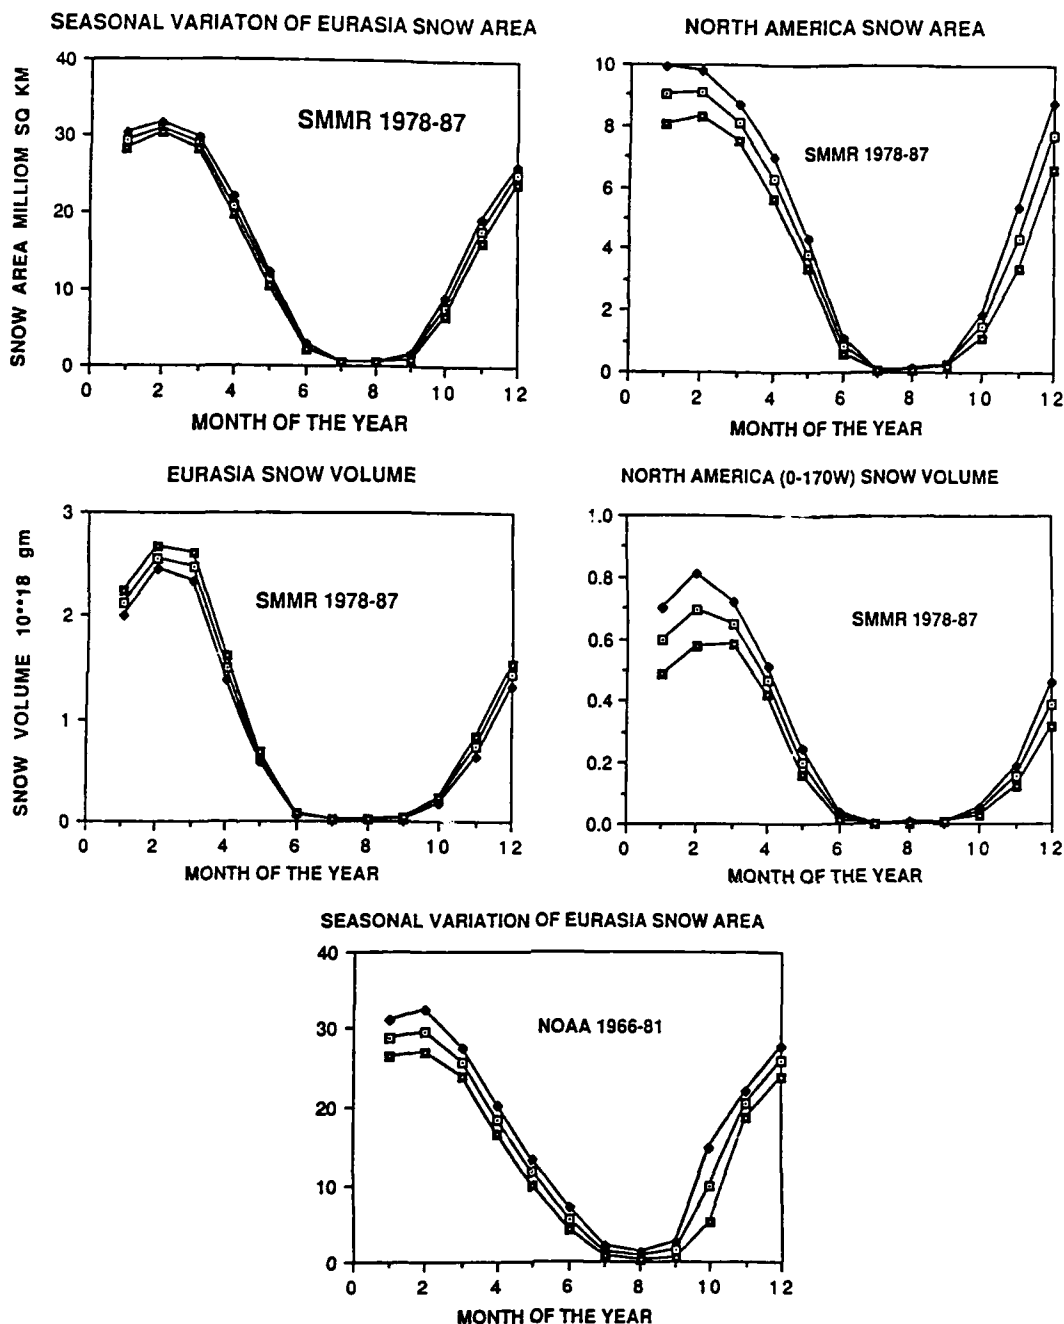 SEASONAL VARIATON OF EURASIA SNOW AREA
SNOW AREA MILLIOM SQ KM
40
30
20
10
0
SMMR 1978-87
0 2 4 6 8 10 12
MONTH OF THE YEAR
NORTH AMERICA SNOW AREA
10
8
6
4
2
0
SMMR 1978-87
0 2 4 6 8 10 12
MONTH OF THE YEAR
EURASIA SNOW VOLUME
SNOW VOLUME 10**18 gm
3
2
1
0
SMMR 1978-87
0 2 4 6 8 10 12
MONTH OF THE YEAR
NORTH AMERICA (0-170W) SNOW VOLUME
1.0
0.8
0.6
0.4
0.2
0.0
SMMR 1978-87
0 2 4 6 8 10 12
MONTH OF THE YEAR
SEASONAL VARIATION OF EURASIA SNOW AREA
40
30
20
10
0
NOAA 1966-81
0 2 4 6 8 10 12
MONTH OF THE YEAR